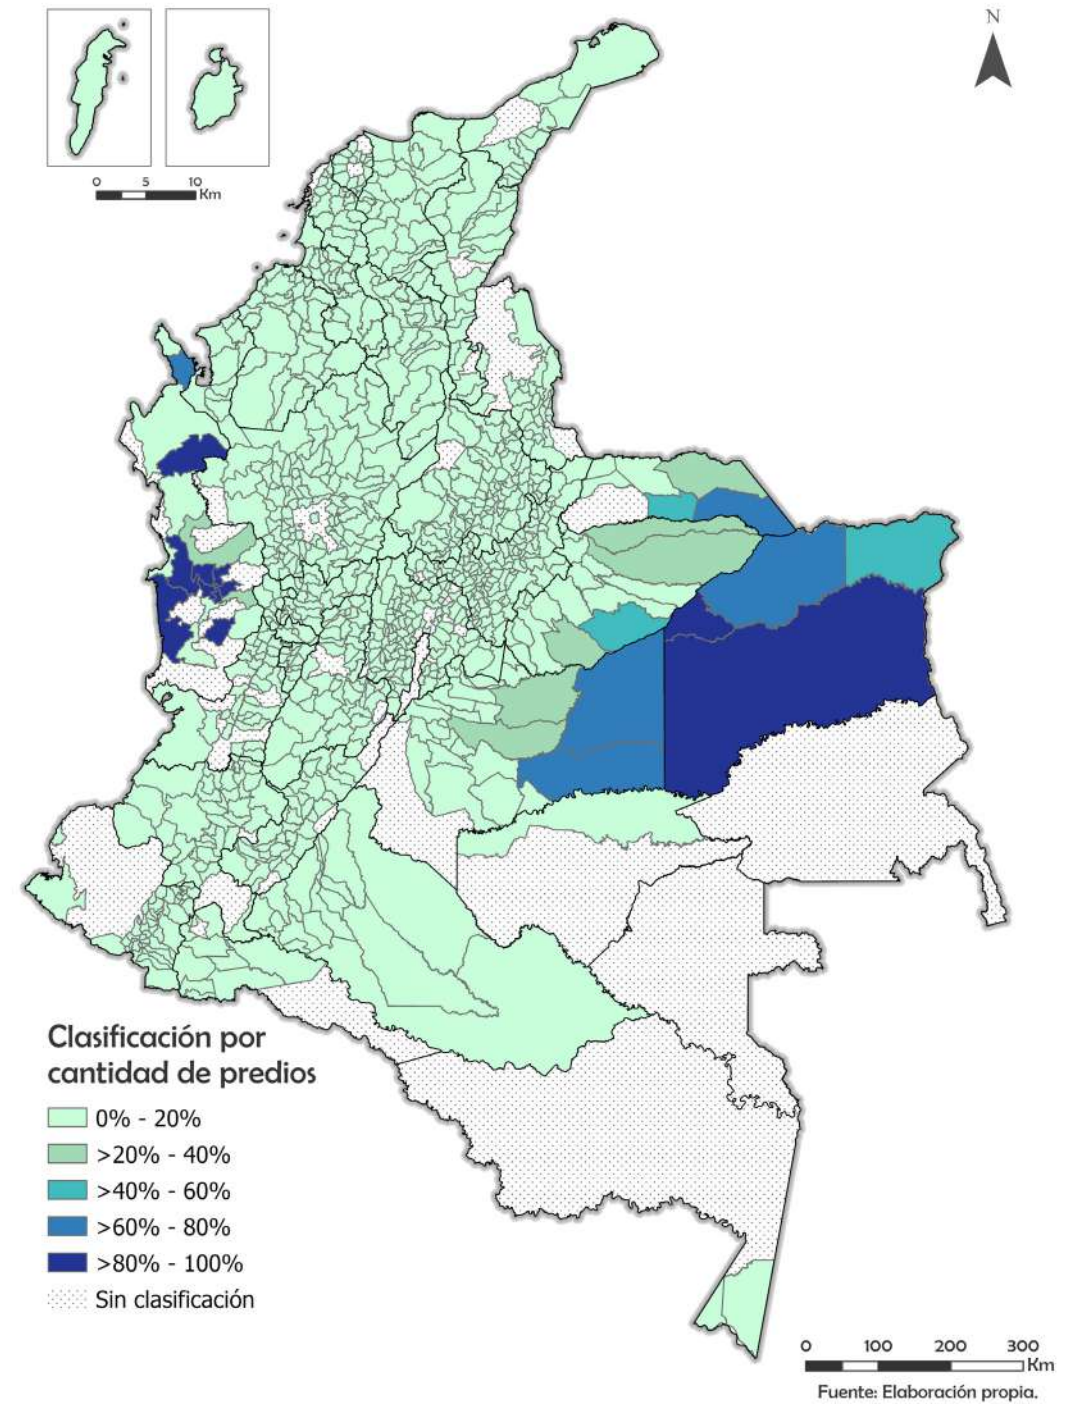 N
0 5 10
Km
Clasificación por
cantidad de predios
0% - 20%
>20% - 40%
>40% - 60%
>60% - 80%
>80% - 100%
Sin clasificación
0 100 200 300
Km
Fuente: Elaboración propia.